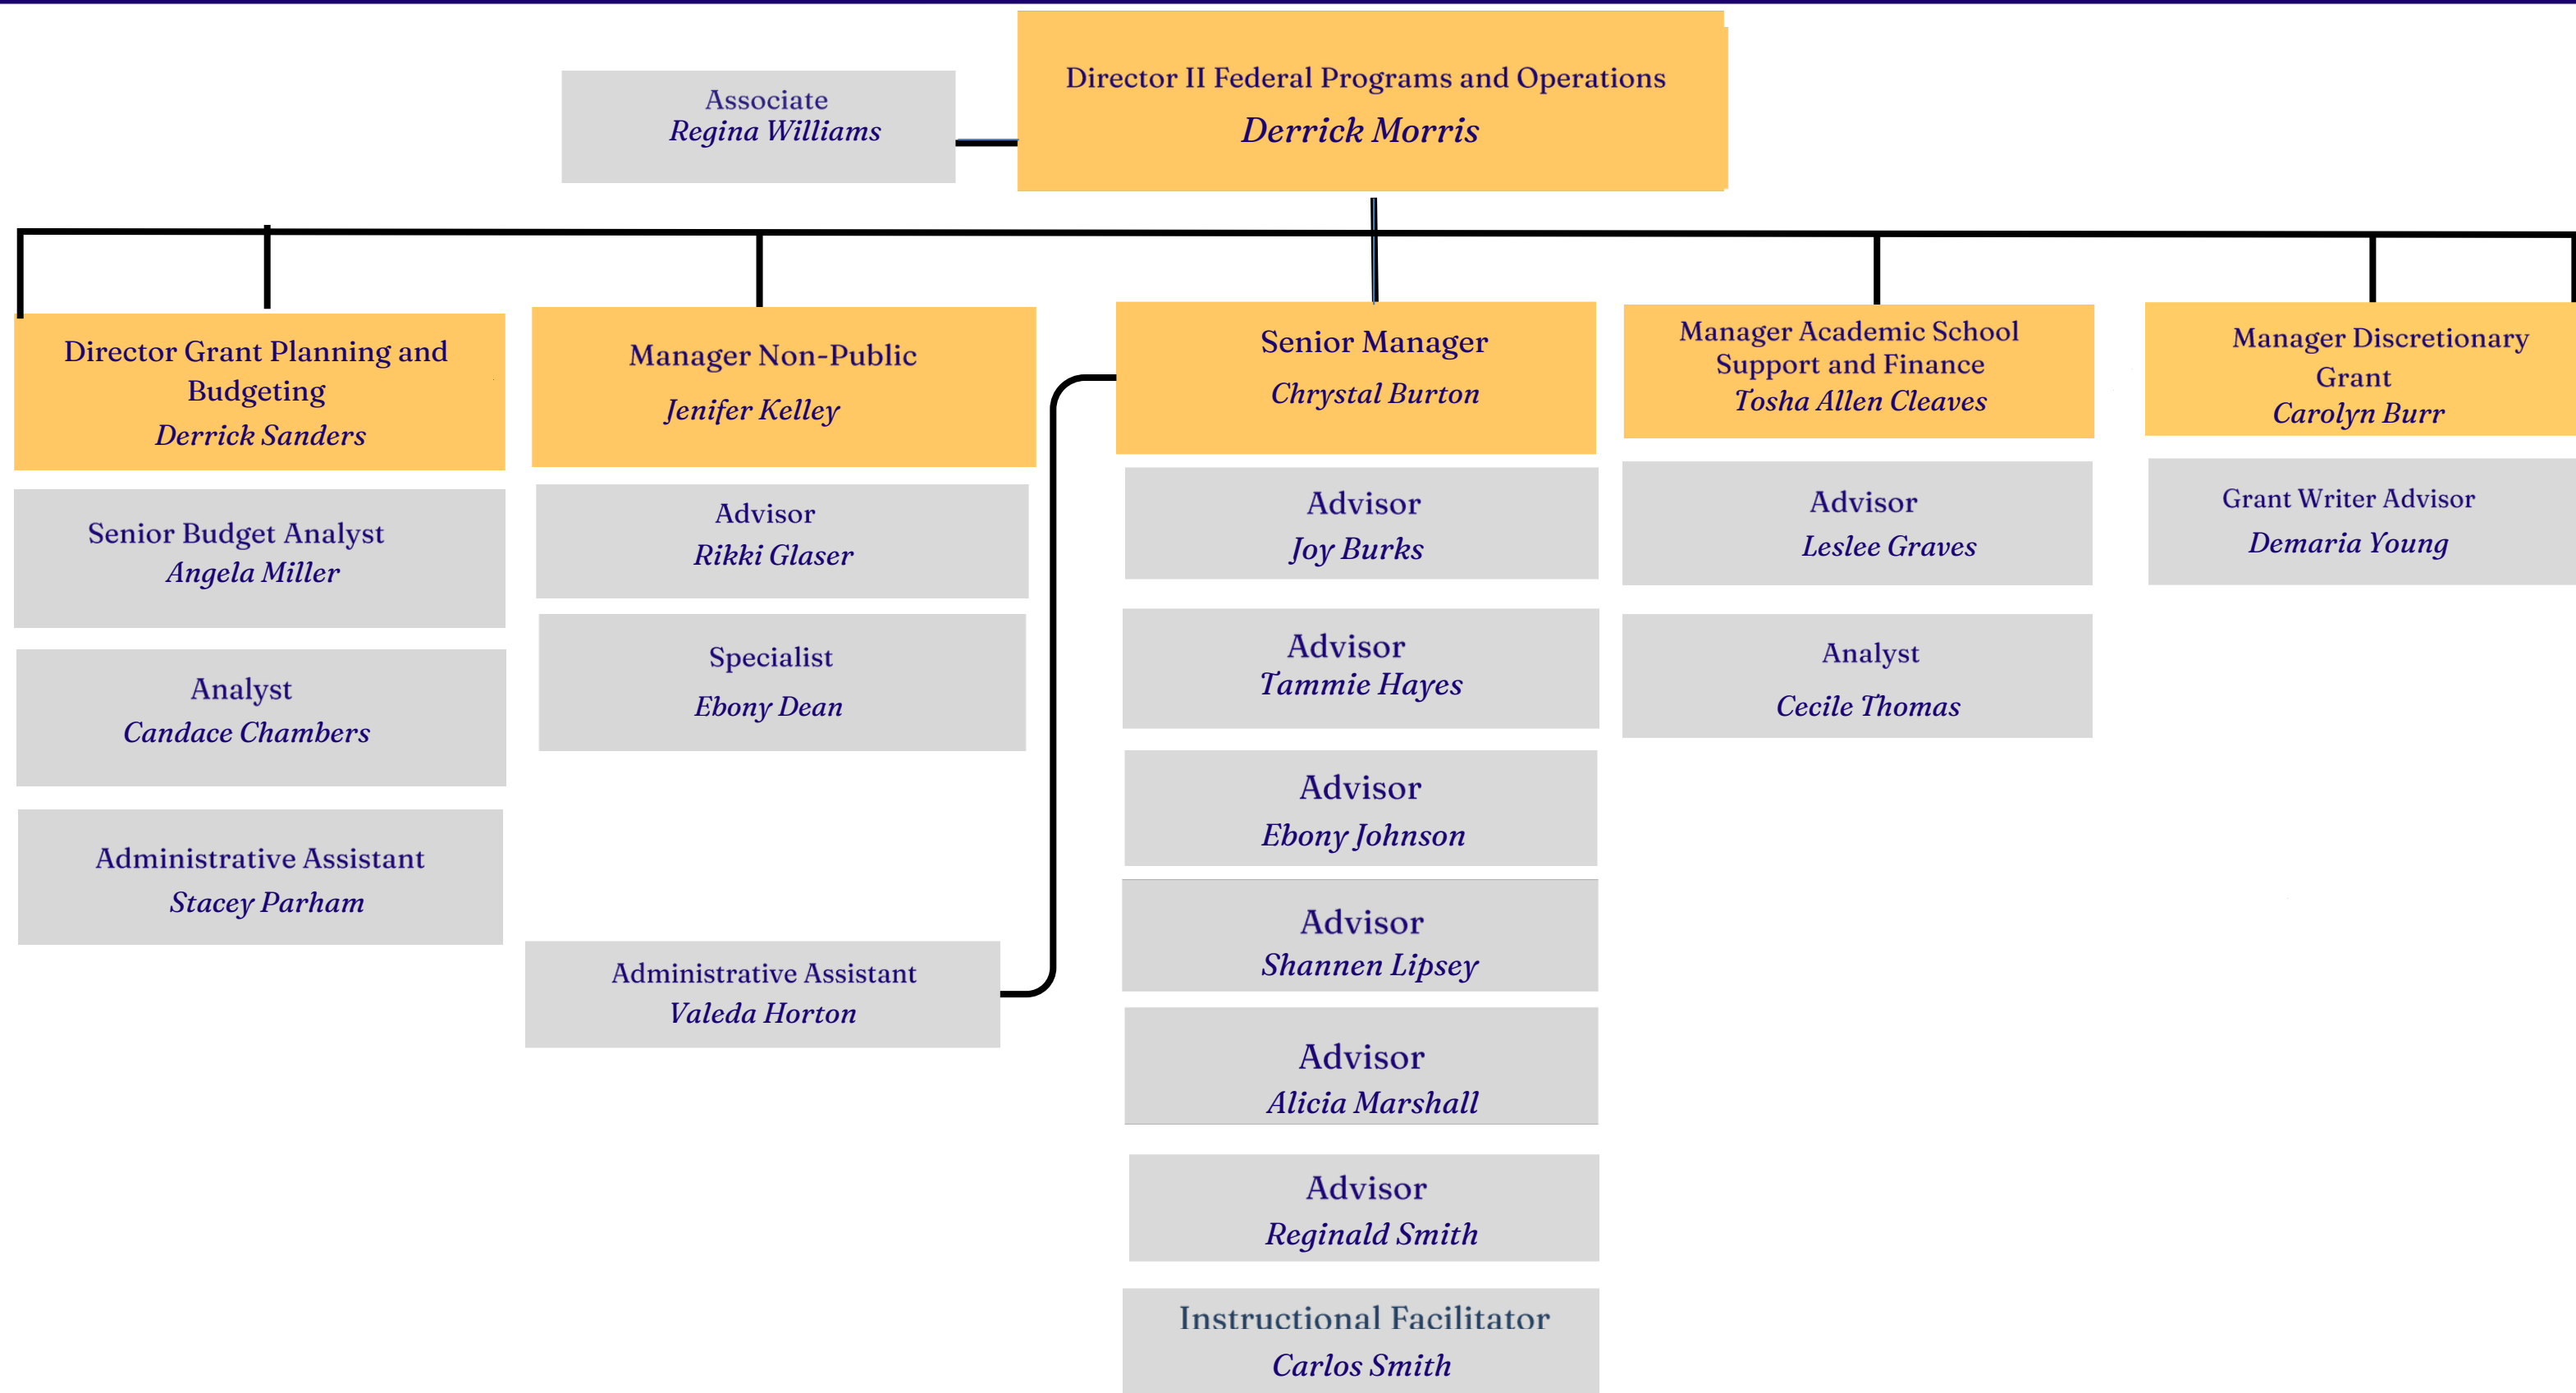 Director II Federal Programs and Operations
Derrick Morris
Associate
Regina Williams
Director Grant Planning and
Budgeting
Derrick Sanders
Senior Budget Analyst
Angela Miller
Analyst
Candace Chambers
Administrative Assistant
Stacey Parham
Manager Non-Public
Jenifer Kelley
Advisor
Rikki Glaser
Specialist
Ebony Dean
Administrative Assistant
Valeda Horton
Senior Manager
Chrystal Burton
Advisor
Joy Burks
Advisor
Tammie Hayes
Advisor
Ebony Johnson
Advisor
Shannen Lipsey
Advisor
Alicia Marshall
Advisor
Reginald Smith
Instructional Facilitator
Carlos Smith
Manager Academic School
Support and Finance
Tosha Allen Cleaves
Advisor
Leslee Graves
Analyst
Cecile Thomas
Manager Discretionary
Grant
Carolyn Burr
Grant Writer Advisor
Demaria Young